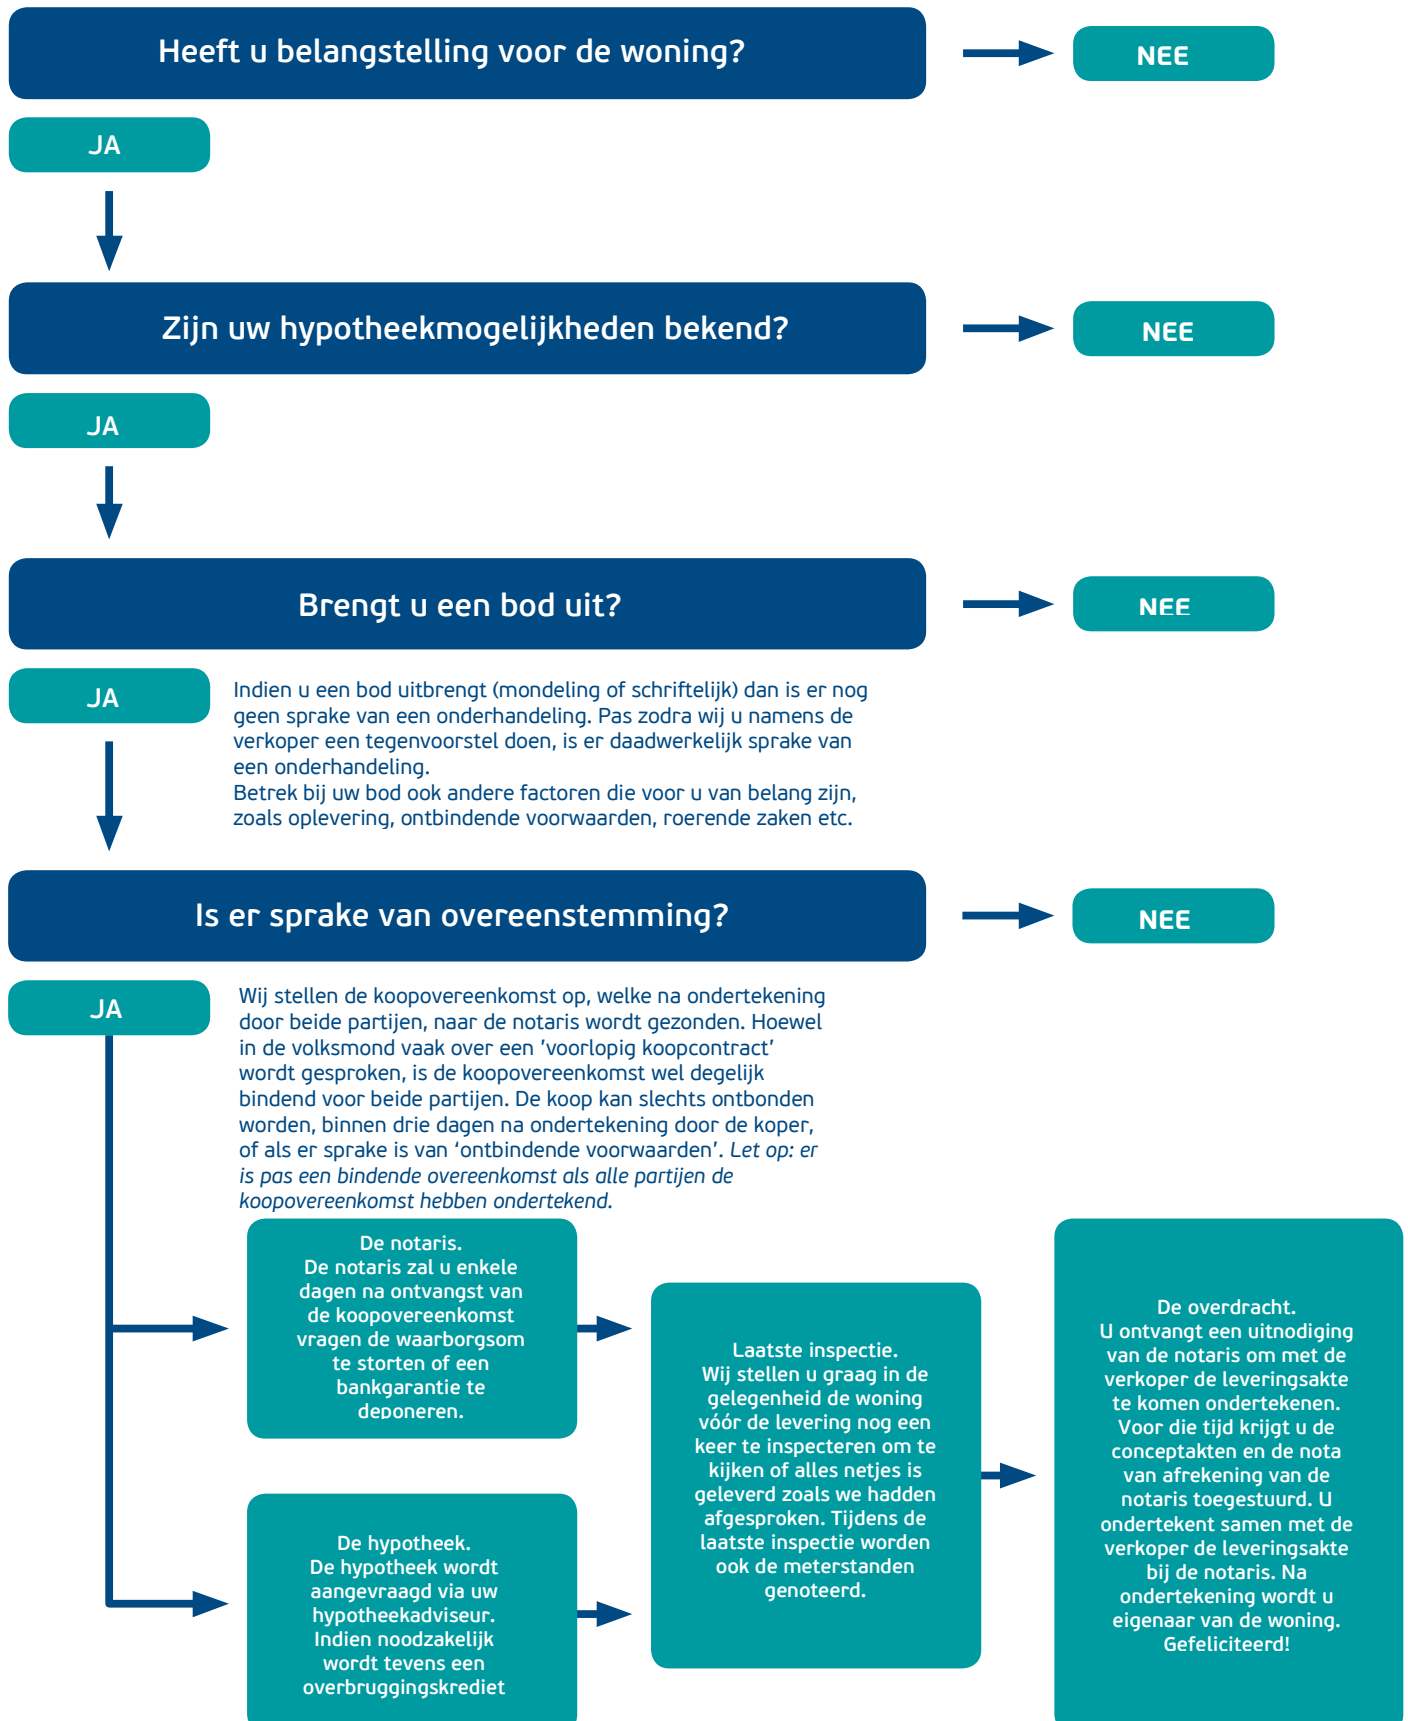 Heeft u belangstelling voor de woning?
NEE
JA
Zijn uw hypotheekmogelijkheden bekend?
NEE
JA
Brengt u een bod uit?
NEE
JA
Indien u een bod uitbrengt (mondeling of schriftelijk) dan is er nog
geen sprake van een onderhandeling. Pas zodra wij u namens de
verkoper een tegenvoorstel doen, is er daadwerkelijk sprake van
een onderhandeling.
Betrek bij uw bod ook andere factoren die voor u van belang zijn,
zoals oplevering, ontbindende voorwaarden, roerende zaken etc.
Is er sprake van overeenstemming?
NEE
JA
Wij stellen de koopovereenkomst op, welke na ondertekening
door beide partijen, naar de notaris wordt gezonden. Hoewel
in de volksmond vaak over een 'voorlopig koopcontract'
wordt gesproken, is de koopovereenkomst wel degelijk
bindend voor beide partijen. De koop kan slechts ontbonden
worden, binnen drie dagen na ondertekening door de koper,
of als er sprake is van ‘ontbindende voorwaarden’. Let op: er
is pas een bindende overeenkomst als alle partijen de
koopovereenkomst hebben ondertekend.
De notaris.
De notaris zal u enkele
dagen na ontvangst van
de koopovereenkomst
vragen de waarborgsom
te storten of een
bankgarantie te
deponeren.
De hypotheek.
De hypotheek wordt
aangevraagd via uw
hypotheekadviseur.
Indien noodzakelijk
wordt tevens een
overbruggingskrediet
Laatste inspectie.
Wij stellen u graag in de
gelegenheid de woning
vóór de levering nog een
keer te inspecteren om te
kijken of alles netjes is
geleverd zoals we hadden
afgesproken. Tijdens de
laatste inspectie worden
ook de meterstanden
genoteerd.
De overdracht.
U ontvangt een uitnodiging
van de notaris om met de
verkoper de leveringsakte
te komen ondertekenen.
Voor die tijd krijgt u de
conceptakten en de nota
van afrekening van de
notaris toegestuurd. U
ondertekent samen met de
verkoper de leveringsakte
bij de notaris. Na
ondertekening wordt u
eigenaar van de woning.
Gefeliciteerd!